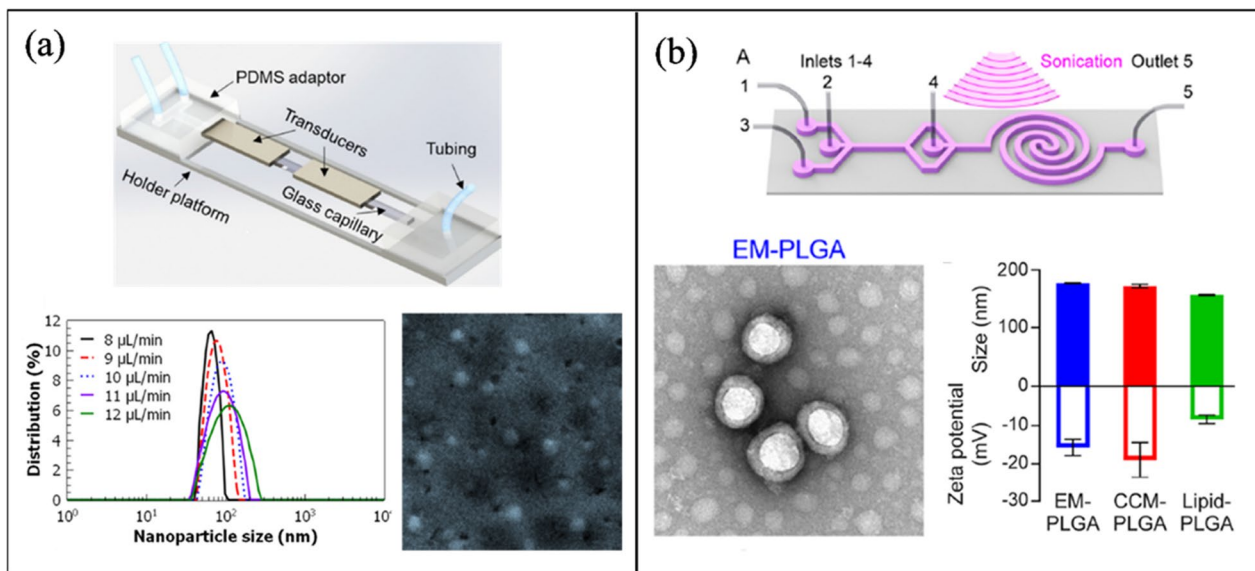 (a)
PDMS adaptor
Transducers
Tubing
Holder platform
Glass capillary
12
10
8
6
4
2
0
Distribution (%)
8 µL/min
9 µL/min
10 µL/min
11 µL/min
12 µL/min
10⁰
10¹
10²
10³
10
Nanoparticle size (nm)
(b)
A
Inlets 1-4
Sonication
Outlet 5
1
2
3
4
5
EM-PLGA
200
100
0
-10
-20
-30
Size (nm)
Zeta potential
(mV)
EM-
PLGA
CCM-
PLGA
Lipid-
PLGA